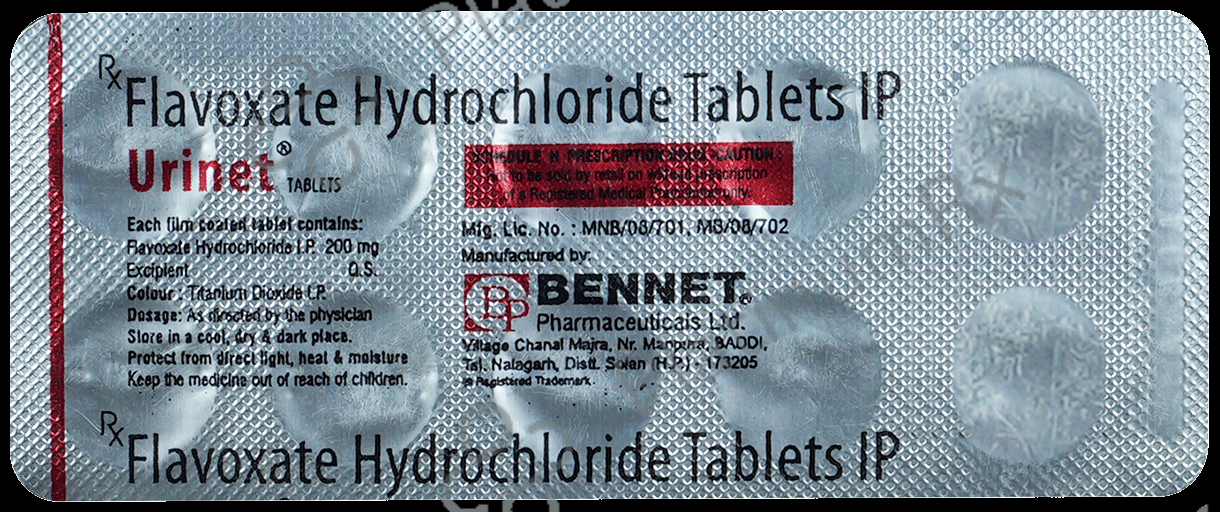 Rx Flavoxate Hydrochloride Tablets IP
Urinet® TABLETS
Each film coated tablet contains:
Flavoxate Hydrochloride I.P. 200 mg
Excipient Q.S.
Colour : Titanium Dioxide I.P.
Dosage: As directed by the physician
Store in a cool, dry & dark place.
Protect from direct light, heat & moisture
Keep the medicine out of reach of children.
SCHEDULE H PRESCRIPTION DRUG -CAUTION :
Not to be sold by retail on without prescription
of a Registered Medical Practitioner only.
Mfg. Lic. No. : MNB/08/701, MB/08/702
Manufactured by:
BP BENNET®
Pharmaceuticals Ltd.
Village Chanal Majra, Nr. Manpura, BADDI,
Tal. Nalagarh, Distt. Solan (H.P.) - 173205
® Registered Trademark.
Rx Flavoxate Hydrochloride Tablets IP